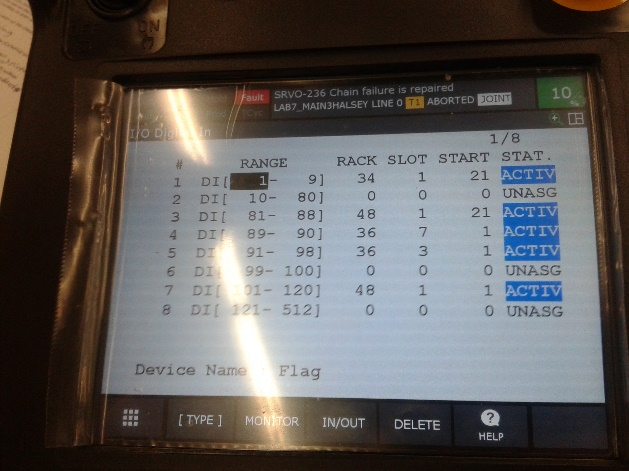 ON
Fault SRVO-236 Chain failure is repaired
LAB7_MAIN3HALSEY LINE 0 T1 ABORTED JOINT
10 %
I/O Digital In
1/8
# RANGE RACK SLOT START STAT.
1 DI[ 1- 9] 34 1 21 ACTIV
2 DI[ 10- 80] 0 0 0 UNASG
3 DI[ 81- 88] 48 1 21 ACTIV
4 DI[ 89- 90] 36 7 1 ACTIV
5 DI[ 91- 98] 36 3 1 ACTIV
6 DI[ 99- 100] 0 0 0 UNASG
7 DI[ 101- 120] 48 1 1 ACTIV
8 DI[ 121- 512] 0 0 0 UNASG
Device Name : Flag
[ TYPE ] MONITOR IN/OUT DELETE ? HELP